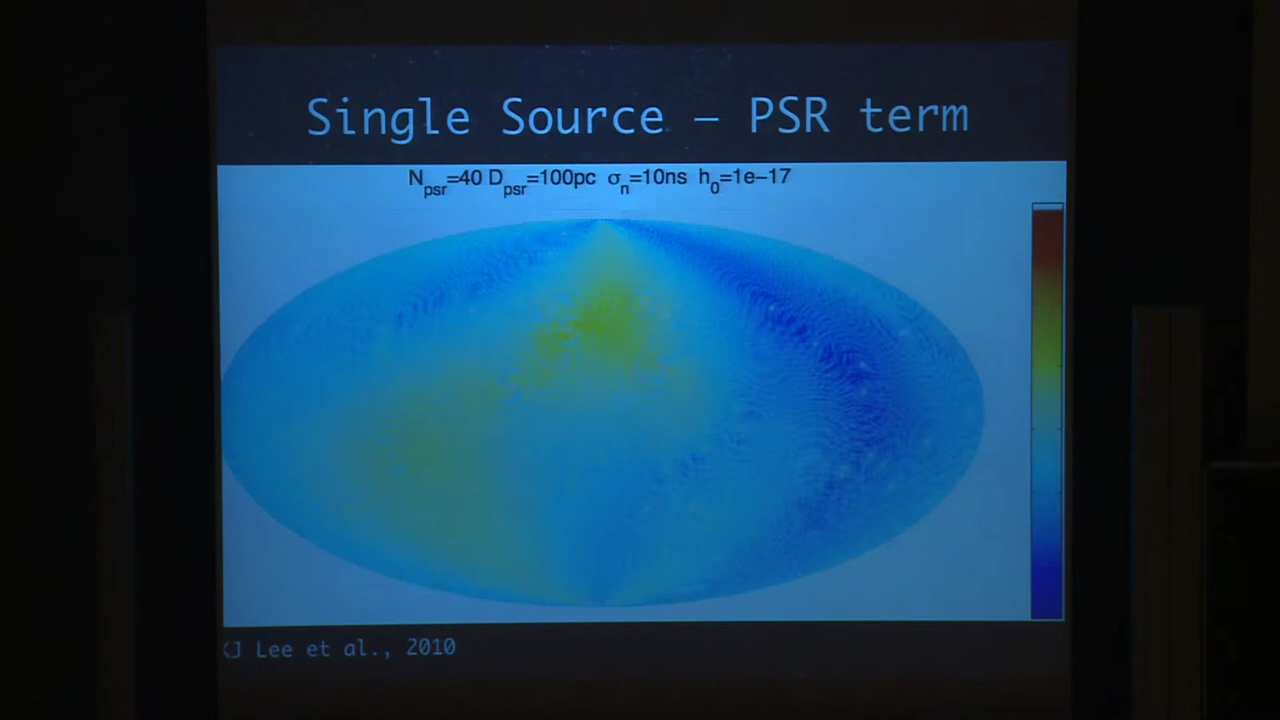 Single Source – PSR term
Npsr=40 Dpsr=100pc σn=10ns h0=1e−17
KJ Lee et al., 2010